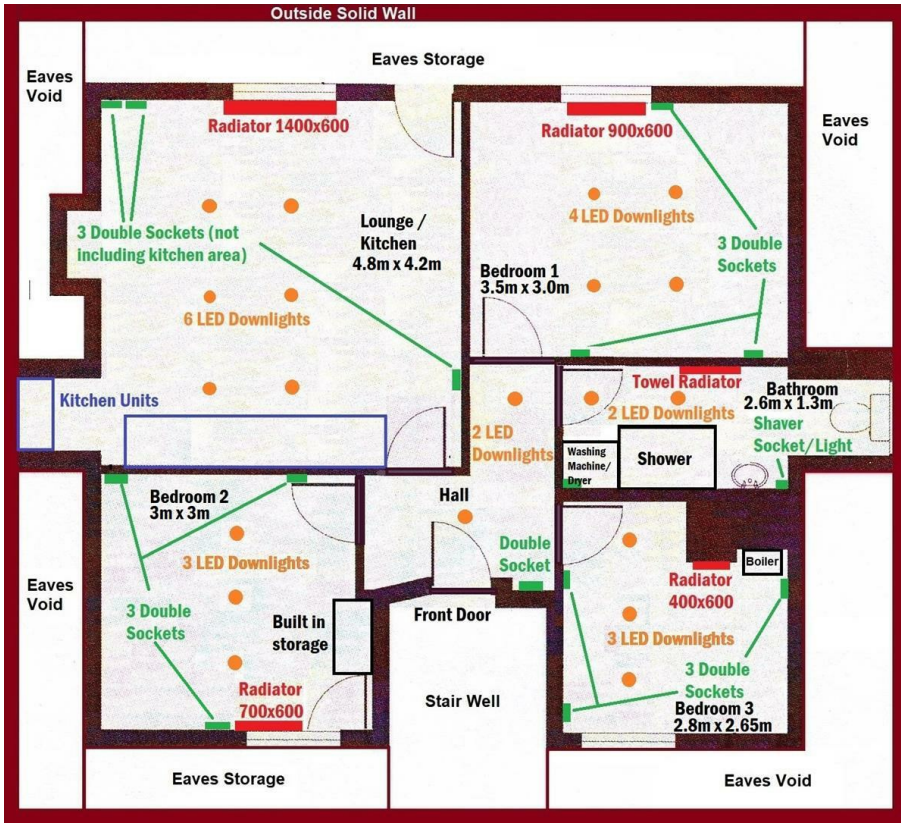 Outside Solid Wall
Eaves Storage
Eaves
Void
Radiator 1400x600
Radiator 900x600
Eaves
Void
Lounge /
Kitchen
4.8m x 4.2m
3 Double Sockets (not
including kitchen area)
4 LED Downlights
3 Double
Sockets
Bedroom 1
3.5m x 3.0m
6 LED Downlights
Kitchen Units
Towel Radiator
Bathroom
2.6m x 1.3m
2 LED Downlights
Shaver
Socket/Light
2 LED
Downlights
Washing
Machine/
Dryer
Shower
Bedroom 2
3m x 3m
Hall
3 LED Downlights
Double
Socket
Boiler
Radiator
400x600
Eaves
Void
3 Double
Sockets
Built in
storage
Front Door
3 LED Downlights
3 Double
Sockets
Radiator
700x600
Stair Well
Bedroom 3
2.8m x 2.65m
Eaves Storage
Eaves Void